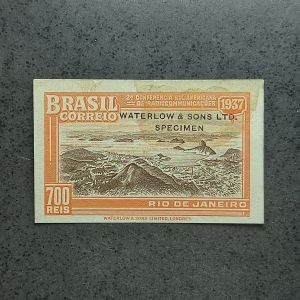 BRASIL
CORREIO
2ª CONFERENCIA SUL-AMERICANA
DE RADIOCOMMUNICAÇÕES
1937
WATERLOW & SONS LTD.
SPECIMEN
700
REIS
RIO DE JANEIRO
WATERLOW & SONS LIMITED, LONDRES.